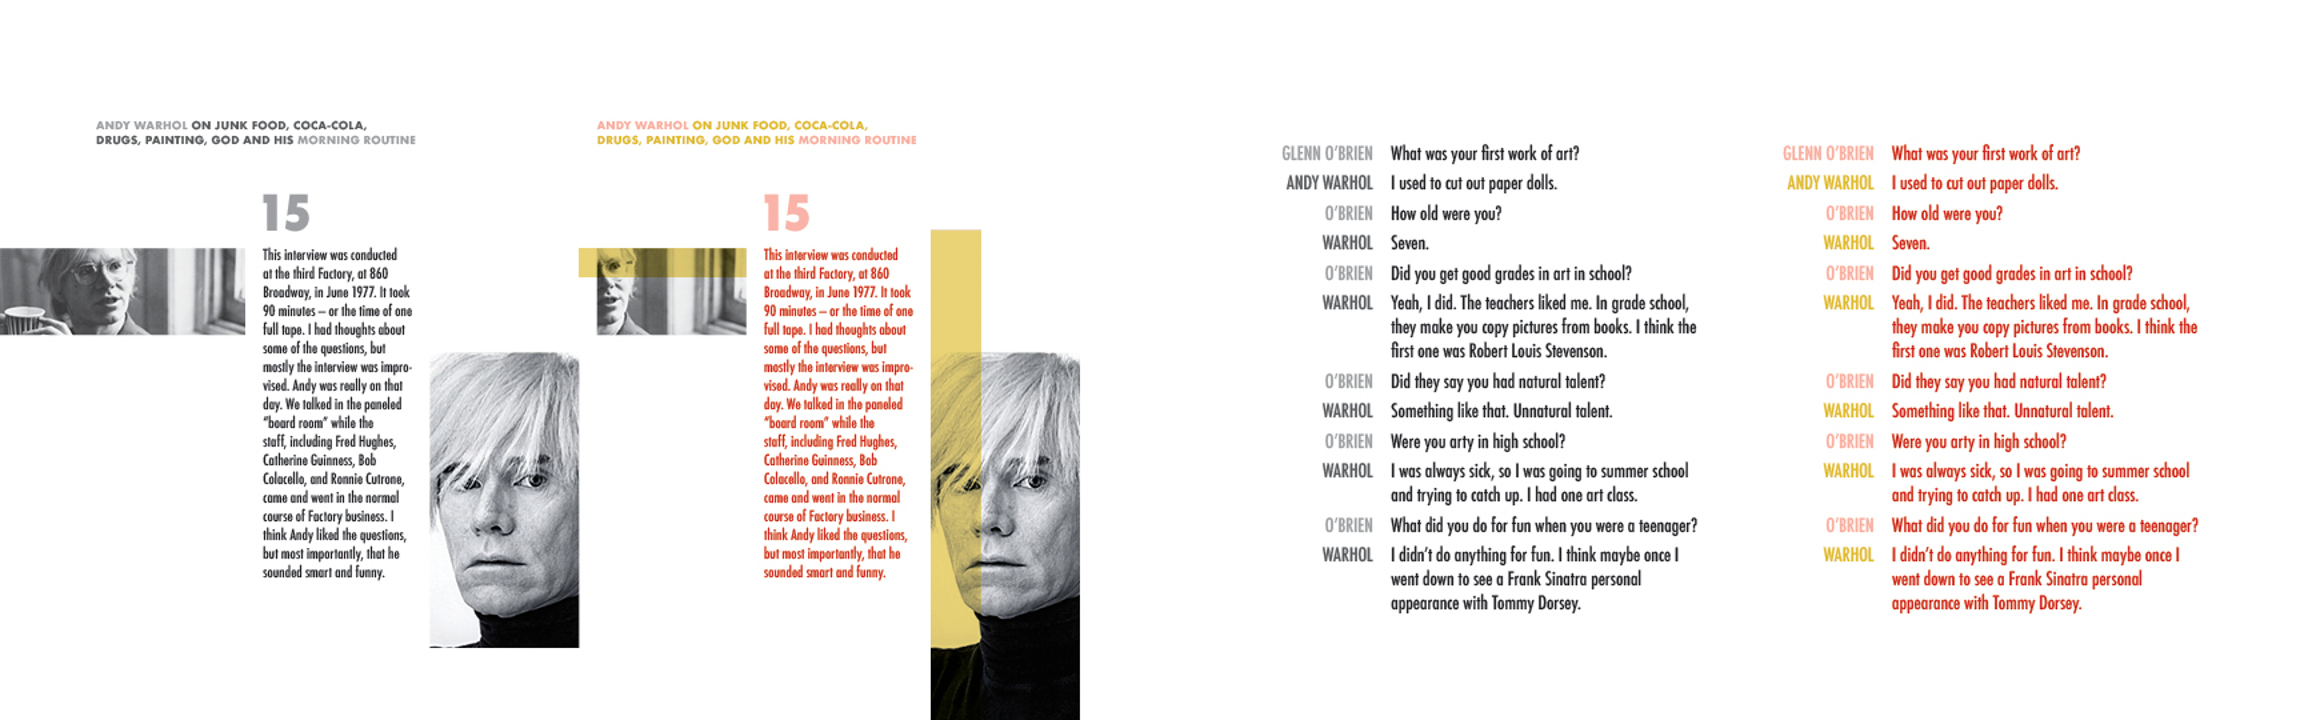 ANDY WARHOL ON JUNK FOOD, COCA-COLA,
DRUGS, PAINTING, GOD AND HIS MORNING ROUTINE
15
This interview was conducted
at the third Factory, at 860
Broadway, in June 1977. It took
90 minutes – or the time of one
full tape. I had thoughts about
some of the questions, but
mostly the interview was impro-
vised. Andy was really on that
day. We talked in the paneled
“board room” while the
staff, including Fred Hughes,
Catherine Guinness, Bob
Colacello, and Ronnie Cutrone,
came and went in the normal
course of Factory business. I
think Andy liked the questions,
but most importantly, that he
sounded smart and funny.
ANDY WARHOL ON JUNK FOOD, COCA-COLA,
DRUGS, PAINTING, GOD AND HIS MORNING ROUTINE
15
This interview was conducted
at the third Factory, at 860
Broadway, in June 1977. It took
90 minutes – or the time of one
full tape. I had thoughts about
some of the questions, but
mostly the interview was impro-
vised. Andy was really on that
day. We talked in the paneled
“board room” while the
staff, including Fred Hughes,
Catherine Guinness, Bob
Colacello, and Ronnie Cutrone,
came and went in the normal
course of Factory business. I
think Andy liked the questions,
but most importantly, that he
sounded smart and funny.
GLENN O’BRIEN What was your first work of art?
ANDY WARHOL I used to cut out paper dolls.
O’BRIEN How old were you?
WARHOL Seven.
O’BRIEN Did you get good grades in art in school?
WARHOL Yeah, I did. The teachers liked me. In grade school,
they make you copy pictures from books. I think the
first one was Robert Louis Stevenson.
O’BRIEN Did they say you had natural talent?
WARHOL Something like that. Unnatural talent.
O’BRIEN Were you arty in high school?
WARHOL I was always sick, so I was going to summer school
and trying to catch up. I had one art class.
O’BRIEN What did you do for fun when you were a teenager?
WARHOL I didn’t do anything for fun. I think maybe once I
went down to see a Frank Sinatra personal
appearance with Tommy Dorsey.
GLENN O’BRIEN What was your first work of art?
ANDY WARHOL I used to cut out paper dolls.
O’BRIEN How old were you?
WARHOL Seven.
O’BRIEN Did you get good grades in art in school?
WARHOL Yeah, I did. The teachers liked me. In grade school,
they make you copy pictures from books. I think the
first one was Robert Louis Stevenson.
O’BRIEN Did they say you had natural talent?
WARHOL Something like that. Unnatural talent.
O’BRIEN Were you arty in high school?
WARHOL I was always sick, so I was going to summer school
and trying to catch up. I had one art class.
O’BRIEN What did you do for fun when you were a teenager?
WARHOL I didn’t do anything for fun. I think maybe once I
went down to see a Frank Sinatra personal
appearance with Tommy Dorsey.